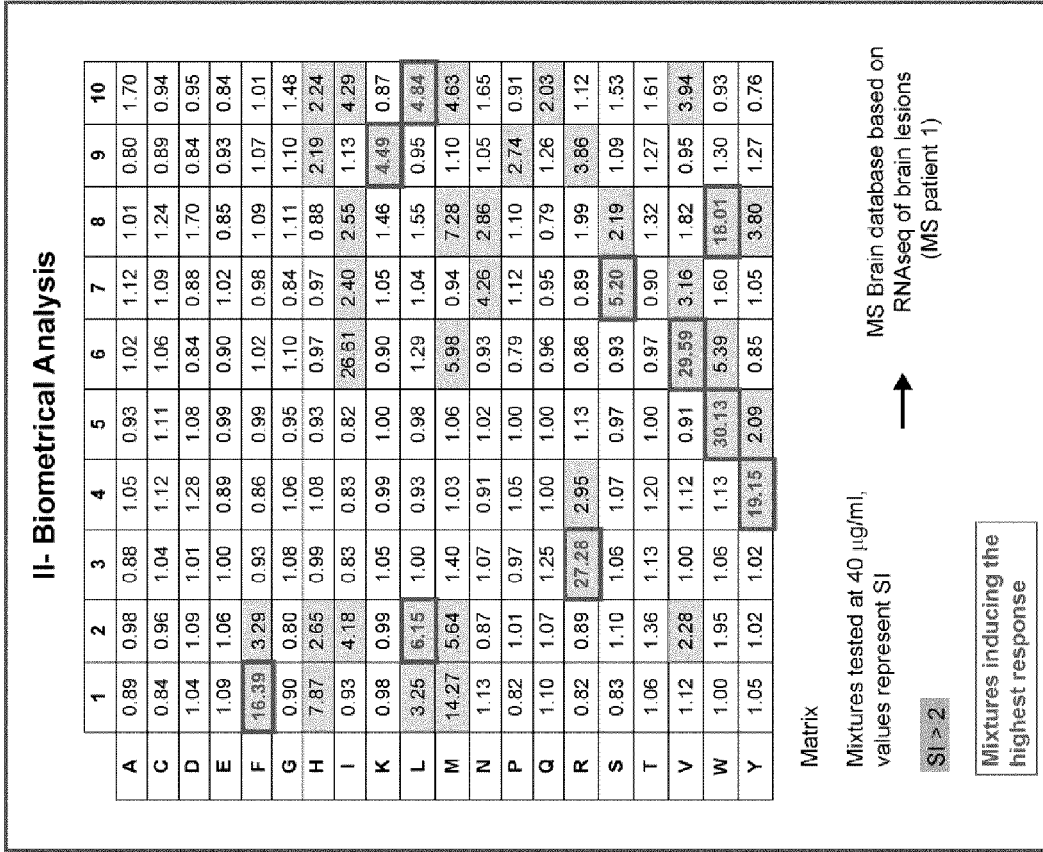 II- Biometrical Analysis
1 2 3 4 5 6 7 8 9 10
A 0.89 0.98 0.88 1.05 0.93 1.02 1.12 1.01 0.80 1.70
C 0.84 0.96 1.04 1.12 1.11 1.06 1.09 1.24 0.89 0.94
D 1.04 1.09 1.01 1.28 1.08 0.84 0.88 1.70 0.84 0.95
E 1.09 1.06 1.00 0.89 0.99 0.90 1.02 0.85 0.93 0.84
F 16.39 3.29 0.93 0.86 0.99 1.02 0.98 1.09 1.07 1.01
G 0.90 0.80 1.08 1.06 0.95 1.10 0.84 1.11 1.10 1.48
H 7.87 2.65 0.99 1.08 0.93 0.97 0.97 0.88 2.19 2.24
I 0.93 4.18 0.83 0.83 0.82 26.61 2.40 2.55 1.13 4.29
K 0.98 0.99 1.05 0.99 1.00 0.90 1.05 1.46 4.49 0.87
L 3.25 6.15 1.00 0.93 0.98 1.29 1.04 1.55 0.95 4.84
M 14.27 5.64 1.40 1.03 1.06 5.98 0.94 7.28 1.10 4.63
N 1.13 0.87 1.07 0.91 1.02 0.93 4.26 2.86 1.05 1.65
P 0.82 1.01 0.97 1.05 1.00 0.79 1.12 1.10 2.74 0.91
Q 1.10 1.07 1.25 1.00 1.00 0.96 0.95 0.79 1.26 2.03
R 0.82 0.89 27.28 2.95 1.13 0.86 0.89 1.99 3.86 1.12
S 0.83 1.10 1.06 1.07 0.97 0.93 5.20 2.19 1.09 1.53
T 1.06 1.36 1.13 1.20 1.00 0.97 0.90 1.32 1.27 1.61
V 1.12 2.28 1.00 1.12 0.91 29.59 3.16 1.82 0.95 3.94
W 1.00 1.95 1.06 1.13 30.13 5.39 1.60 18.01 1.30 0.93
Y 1.05 1.02 1.02 19.15 2.09 0.85 1.05 3.80 1.27 0.76
Matrix
Mixtures tested at 40 µg/ml,
values represent SI
SI > 2
Mixtures inducing the
highest response
→ MS Brain database based on
RNAseq of brain lesions
(MS patient 1)